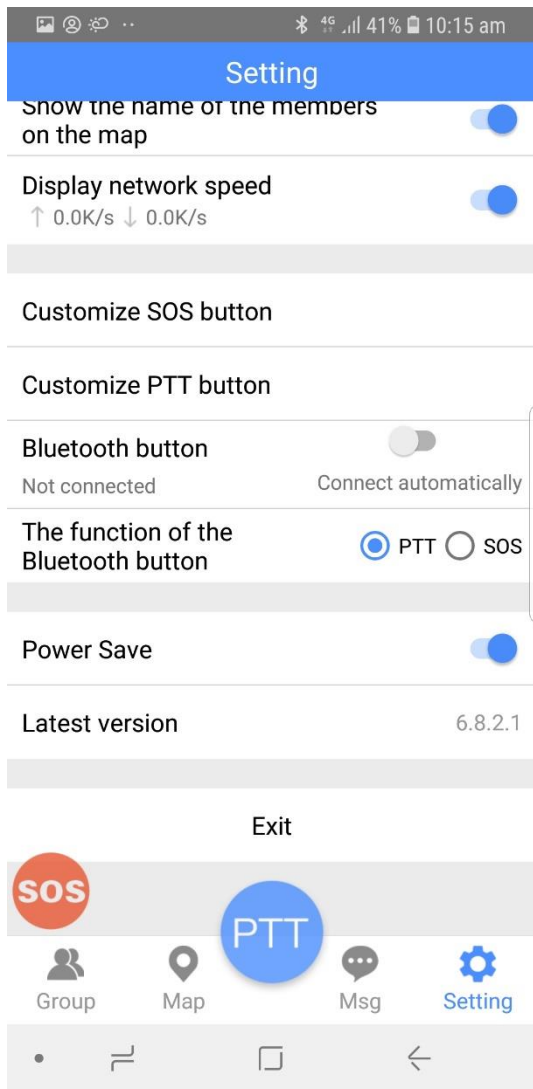 4G 41% 10:15 am
Setting
Show the name of the members
on the map
Display network speed
↑ 0.0K/s ↓ 0.0K/s
Customize SOS button
Customize PTT button
Bluetooth button
Not connected
Connect automatically
The function of the
Bluetooth button
PTT SOS
Power Save
Latest version 6.8.2.1
Exit
SOS
PTT
Group Map Msg Setting